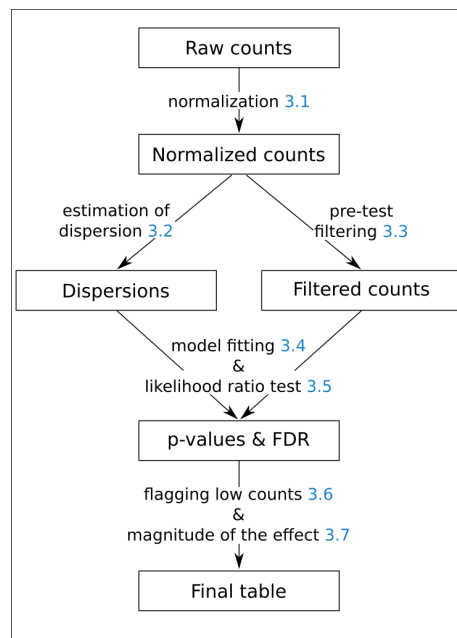 Raw counts
normalization 3.1
Normalized counts
estimation of
dispersion 3.2
pre-test
filtering 3.3
Dispersions
Filtered counts
model fitting 3.4
&
likelihood ratio test 3.5
p-values & FDR
flagging low counts 3.6
&
magnitude of the effect 3.7
Final table